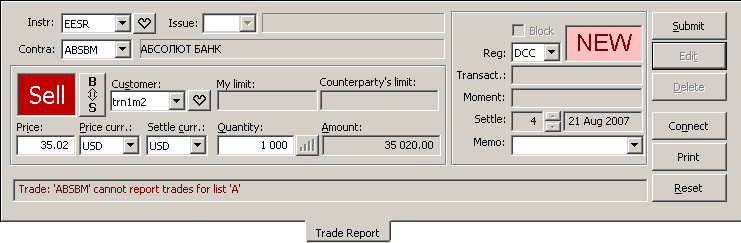 Instr: EESR Issue:
Contra: ABSBM АБСОЛЮТ БАНК
Sell B S Customer: trn1m2 My limit: Counterparty's limit:
Price: Price curr.: Settle curr.: Quantity: Amount:
35.02 USD USD 1 000 35 020.00
Block
Reg: DCC NEW
Transact.:
Moment:
Settle: 4 21 Aug 2007
Memo:
Submit
Edit
Delete
Connect
Print
Reset
Trade: 'ABSBM' cannot report trades for list 'A'
Trade Report